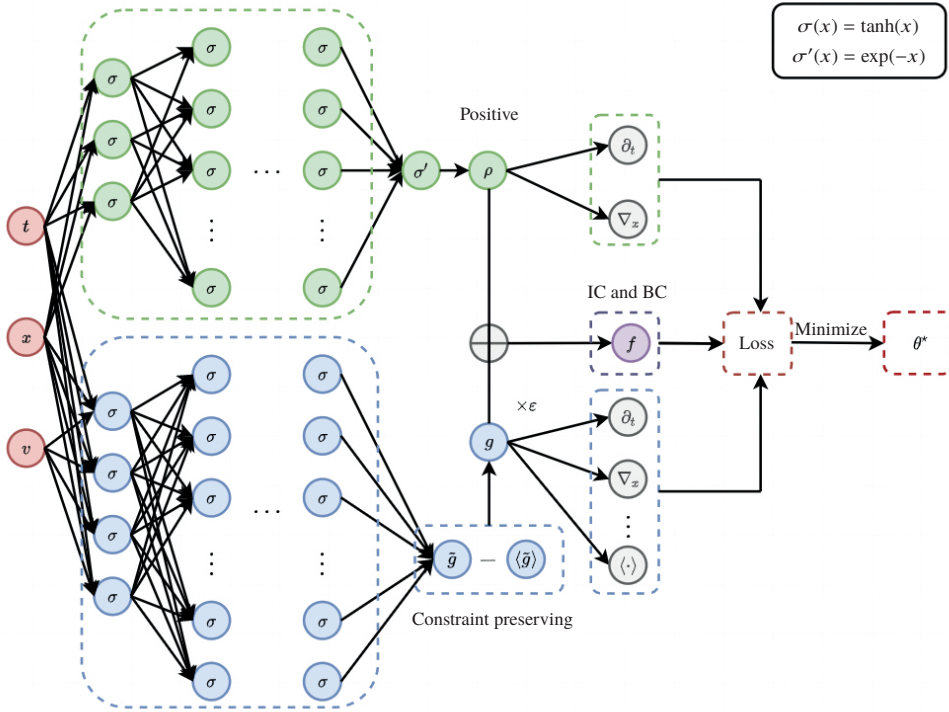 σ(x) = tanh(x)
σ′(x) = exp(−x)
σ σ σ
σ σ σ
Positive
σ σ σ … σ σ′ ρ ∂ₜ
⋮ ⋮
∇ₓ
t
σ σ
IC and BC
x
f Loss Minimize θ*
σ σ
×ε
∂ₜ
v σ σ σ g
σ σ … σ ∇ₓ
⋮
σ ⋮ ⋮ g̃ − ⟨g̃⟩ ⟨·⟩
σ σ σ
Constraint preserving
σ σ